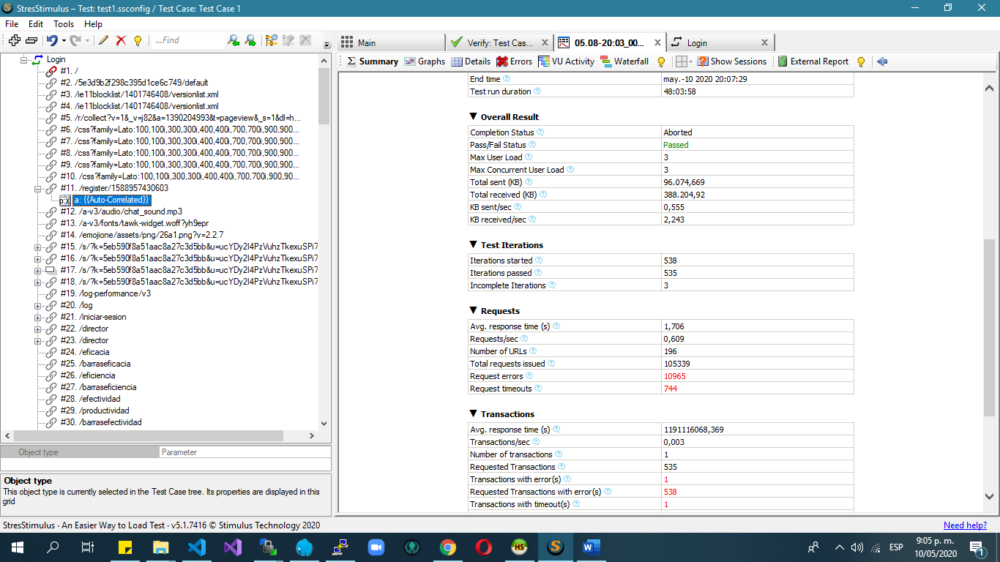 StresStimulus – Test: test1.ssconfig / Test Case: Test Case 1
File Edit Tools Help
...Find
Main
Verify: Test Cas...
05.08-20:03_00...
Login
Summary Graphs Details Errors VU Activity Waterfall Show Sessions External Report
Login
#1. /
#2. /5e3d9b2f298c395d1ce6c749/default
#3. /ie11blocklist/1401746408/versionlist.xml
#4. /ie11blocklist/1401746408/versionlist.xml
#5. /r/collect?v=1&_v=j82&a=1390204993&t=pageview&_s=1&dl=h...
#6. /css?family=Lato:100,100i,300,300i,400,400i,700,700i,900,900...
#7. /css?family=Lato:100,100i,300,300i,400,400i,700,700i,900,900...
#8. /css?family=Lato:100,100i,300,300i,400,400i,700,700i,900,900...
#9. /css?family=Lato:100,100i,300,300i,400,400i,700,700i,900,900...
#10. /css?family=Lato:100,100i,300,300i,400,400i,700,700i,900,90...
#11. /register/1588957430603
p:x a: {{Auto-Correlated}}
#12. /a-v3/audio/chat_sound.mp3
#13. /a-v3/fonts/tawk-widget.woff?yh9epr
#14. /emojione/assets/png/26a1.png?v=2.2.7
#15. /s/?k=5eb590f8a51aac8a27c3d5bb&u=ucYDy2I4PzVuhzTkexuSPi7
#16. /s/?k=5eb590f8a51aac8a27c3d5bb&u=ucYDy2I4PzVuhzTkexuSPi7
#17. /s/?k=5eb590f8a51aac8a27c3d5bb&u=ucYDy2I4PzVuhzTkexuSPi7
#18. /s/?k=5eb590f8a51aac8a27c3d5bb&u=ucYDy2I4PzVuhzTkexuSPi7
#19. /log-performance/v3
#20. /log
#21. /iniciar-sesion
#22. /director
#23. /director
#24. /eficacia
#25. /barraseficacia
#26. /eficiencia
#27. /barraseficiencia
#28. /efectividad
#29. /productividad
#30. /barrasefectividad
Object type Parameter
Object type
This object type is currently selected in the Test Case tree. Its properties are displayed in this
grid
End time may.-10 2020 20:07:29
Test run duration 48:03:58
Overall Result
Completion Status Aborted
Pass/Fail Status Passed
Max User Load 3
Max Concurrent User Load 3
Total sent (KB) 96.074,669
Total received (KB) 388.204,92
KB sent/sec 0,555
KB received/sec 2,243
Test Iterations
Iterations started 538
Iterations passed 535
Incomplete Iterations 3
Requests
Avg. response time (s) 1,706
Requests/sec 0,609
Number of URLs 196
Total requests issued 105339
Request errors 10965
Request timeouts 744
Transactions
Avg. response time (s) 1191116068,369
Transactions/sec 0,003
Number of transactions 1
Requested Transactions 535
Transactions with error(s) 1
Requested Transactions with error(s) 538
Transactions with timeout(s) 1
StresStimulus · An Easier Way to Load Test · v5.1.7416 © Stimulus Technology 2020
Need help?
ESP
9:05 p. m.
10/05/2020
1